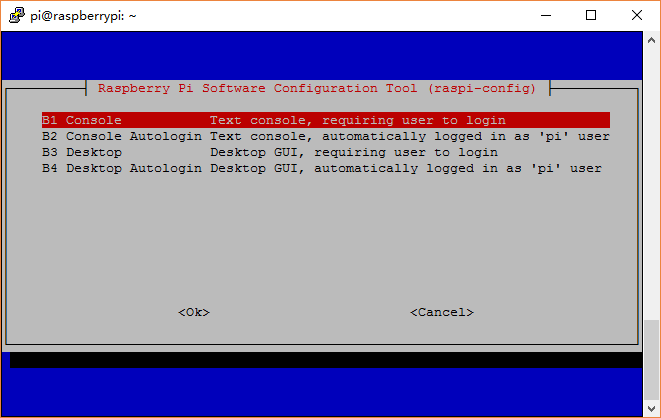 pi@raspberrypi: ~
Raspberry Pi Software Configuration Tool (raspi-config)
B1 Console Text console, requiring user to login
B2 Console Autologin Text console, automatically logged in as 'pi' user
B3 Desktop Desktop GUI, requiring user to login
B4 Desktop Autologin Desktop GUI, automatically logged in as 'pi' user
<Ok> <Cancel>